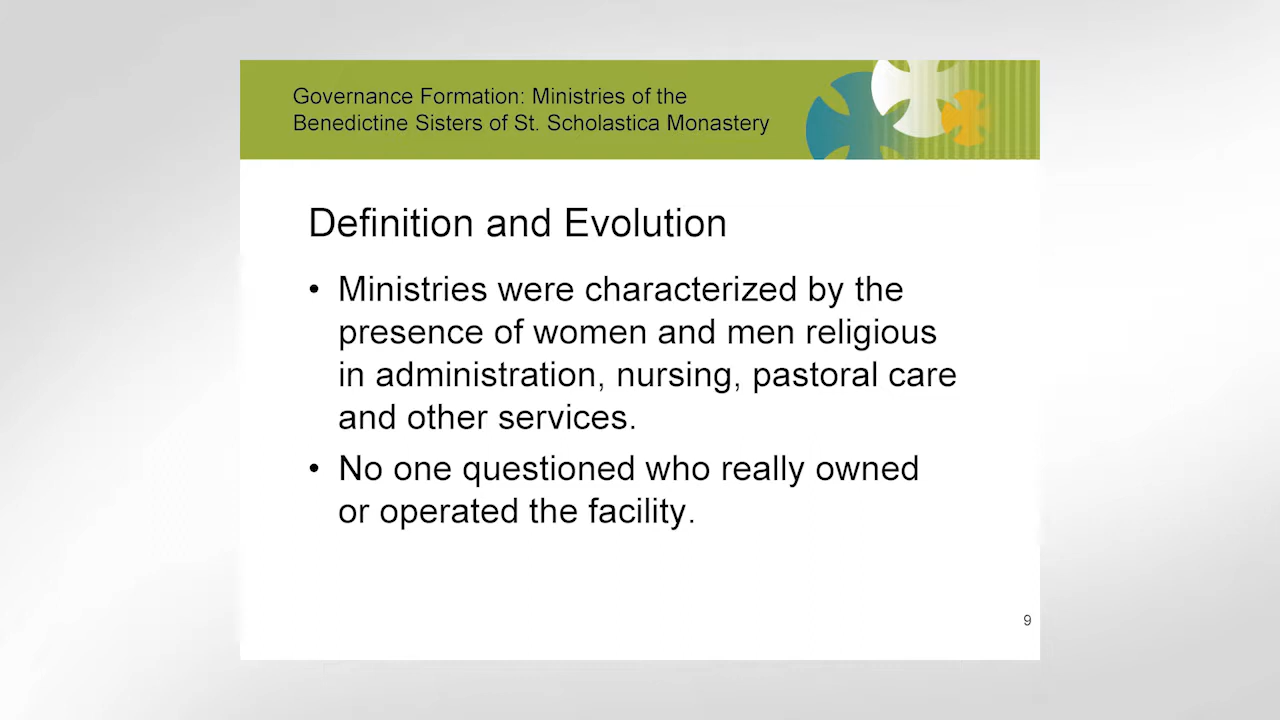 Governance Formation: Ministries of the
Benedictine Sisters of St. Scholastica Monastery
Definition and Evolution
• Ministries were characterized by the
presence of women and men religious
in administration, nursing, pastoral care
and other services.
• No one questioned who really owned
or operated the facility.
9